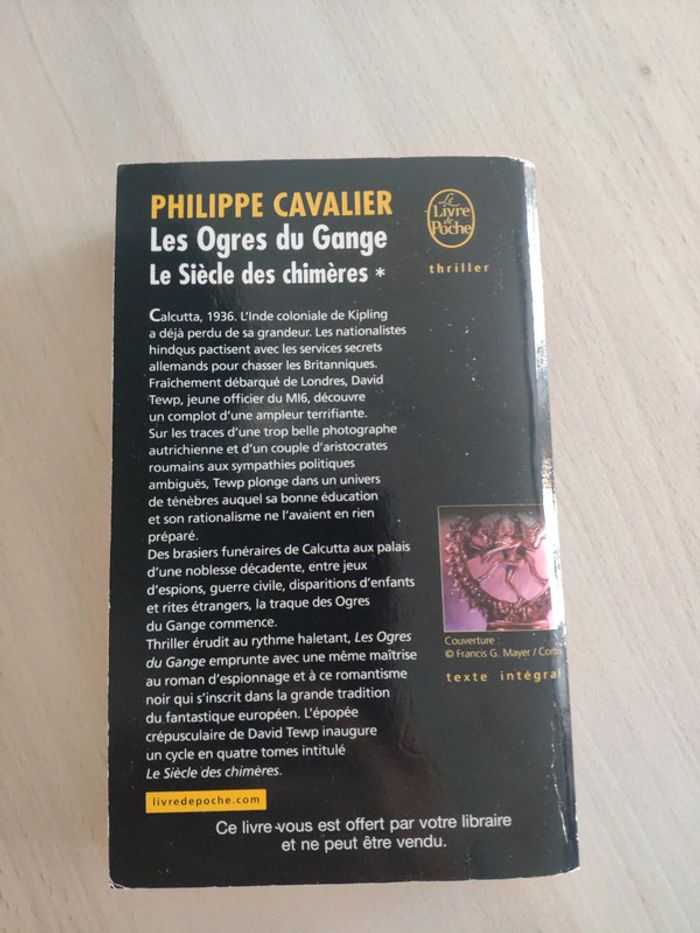 PHILIPPE CAVALIER
Les Ogres du Gange
Le Siècle des chimères *
Le
Livre
de
Poche
thriller
Calcutta, 1936. L'Inde coloniale de Kipling
a déjà perdu de sa grandeur. Les nationalistes
hindous pactisent avec les services secrets
allemands pour chasser les Britanniques.
Fraîchement débarqué de Londres, David
Tewp, jeune officier du MI6, découvre
un complot d'une ampleur terrifiante.
Sur les traces d'une trop belle photographe
autrichienne et d'un couple d'aristocrates
roumains aux sympathies politiques
ambiguës, Tewp plonge dans un univers
de ténèbres auquel sa bonne éducation
et son rationalisme ne l'avaient en rien
préparé.
Des brasiers funéraires de Calcutta aux palais
d'une noblesse décadente, entre jeux
d'espions, guerre civile, disparitions d'enfants
et rites étrangers, la traque des Ogres
du Gange commence.
Thriller érudit au rythme haletant, Les Ogres
du Gange emprunte avec une même maîtrise
au roman d'espionnage et à ce romantisme
noir qui s'inscrit dans la grande tradition
du fantastique européen. L'épopée
crépusculaire de David Tewp inaugure
un cycle en quatre tomes intitulé
Le Siècle des chimères.
Couverture :
© Francis G. Mayer / Corbis
texte intégral
livredepoche.com
Ce livre vous est offert par votre libraire
et ne peut être vendu.